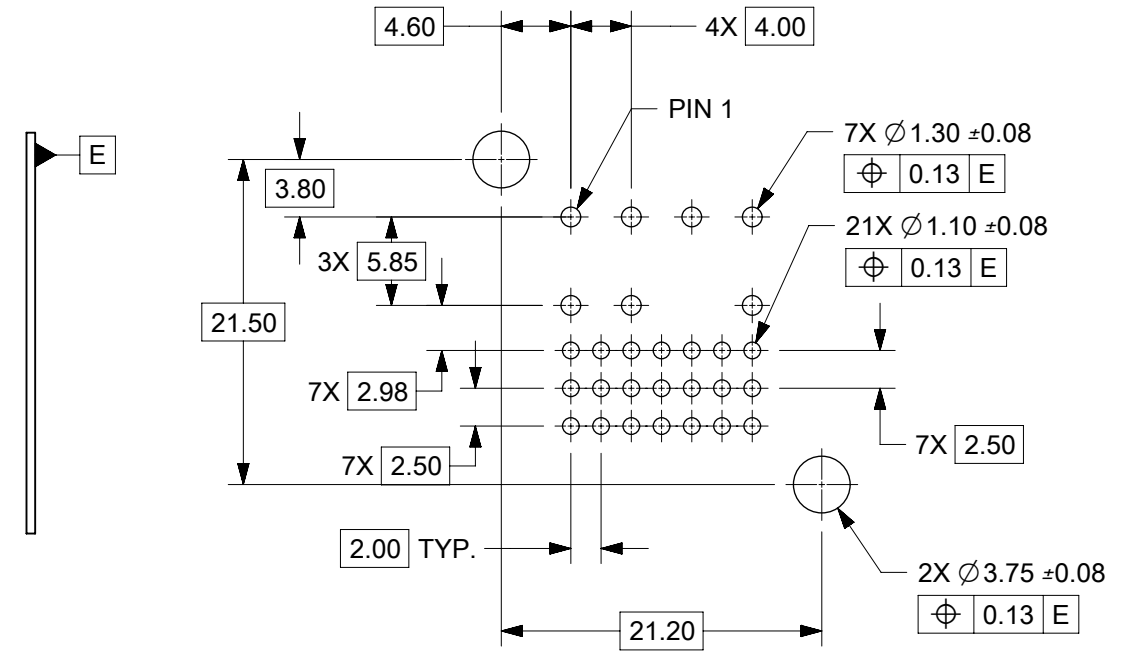 4.60
4X 4.00
PIN 1
E
7X ∅1.30 ±0.08
⌖ 0.13 E
3.80
21X ∅1.10 ±0.08
⌖ 0.13 E
3X 5.85
21.50
7X 2.98
7X 2.50
7X 2.50
2.00 TYP.
2X ∅3.75 ±0.08
⌖ 0.13 E
21.20